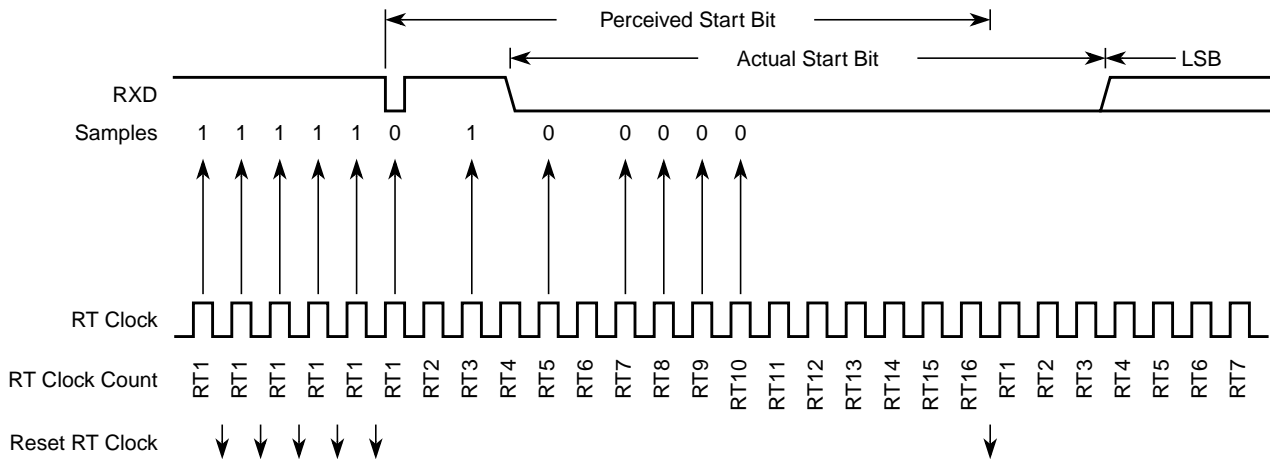 Perceived Start Bit
Actual Start Bit LSB
RXD
Samples 1 1 1 1 1 0 1 0 0 0 0 0
RT Clock
RT Clock Count RT1 RT1 RT1 RT1 RT1 RT1 RT2 RT3 RT4 RT5 RT6 RT7 RT8 RT9 RT10 RT11 RT12 RT13 RT14 RT15 RT16 RT1 RT2 RT3 RT4 RT5 RT6 RT7
Reset RT Clock